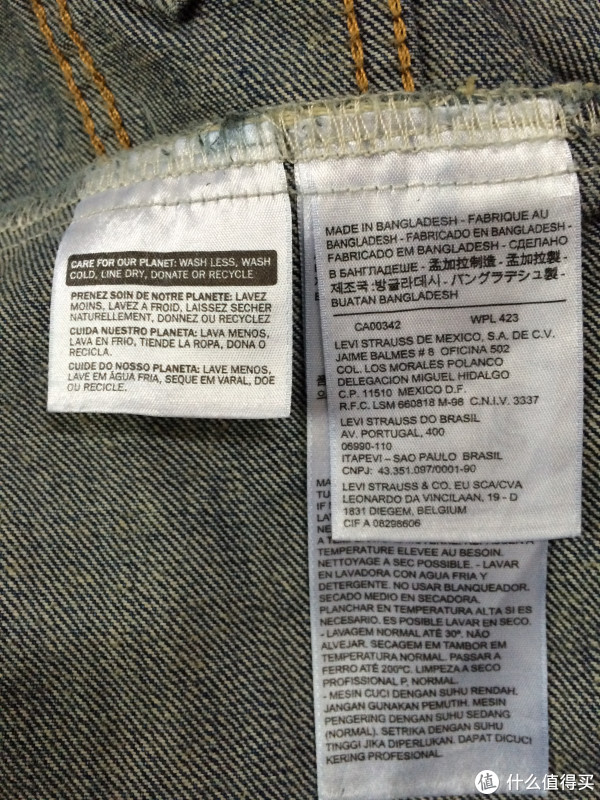 CARE FOR OUR PLANET: WASH LESS, WASH
COLD, LINE DRY, DONATE OR RECYCLE
PRENEZ SOIN DE NOTRE PLANETE: LAVEZ
MOINS, LAVEZ A FROID, LAISSEZ SECHER
NATURELLEMENT, DONNEZ OU RECYCLEZ
CUIDA NUESTRO PLANETA: LAVA MENOS,
LAVA EN FRIO, TIENDE LA ROPA, DONA O
RECICLA.
CUIDE DO NOSSO PLANETA: LAVE MENOS,
LAVE EM ÁGUA FRIA, SEQUE EM VARAL, DOE
OU RECICLE.
MADE IN BANGLADESH - FABRIQUE AU
BANGLADESH - FABRICADO EN BANGLADESH -
FABRICADO EM BANGLADESH - СДЕЛАНО
В БАНГЛАДЕШЕ - 孟加拉制造 - 孟加拉製 -
제조국 :방글라데시 - バングラデシュ製 -
BUATAN BANGLADESH
CA00342 WPL 423
LEVI STRAUSS DE MEXICO, S.A. DE C.V.
JAIME BALMES # 8 OFICINA 502
COL. LOS MORALES POLANCO
DELEGACION MIGUEL HIDALGO
C.P. 11510 MEXICO D.F.
R.F.C. LSM 660818 M-98 C.N.I.V. 3337
LEVI STRAUSS DO BRASIL
AV. PORTUGAL, 400
06990-110
ITAPEVI – SAO PAULO BRASIL
CNPJ: 43.351.097/0001-90
LEVI STRAUSS & CO. EU SCA/CVA
LEONARDO DA VINCILAAN, 19 - D
1831 DIEGEM, BELGIUM
CIF A 08298606
TEMPERATURE ELEVEE AU BESOIN.
NETTOYAGE A SEC POSSIBLE. - LAVAR
EN LAVADORA CON AGUA FRIA Y
DETERGENTE. NO USAR BLANQUEADOR.
SECADO MEDIO EN SECADORA.
PLANCHAR EN TEMPERATURA ALTA SI ES
NECESARIO. ES POSIBLE LAVAR EN SECO.
- LAVAGEM NORMAL ATÉ 30º. NÃO
ALVEJAR. SECAGEM EM TAMBOR EM
TEMPERATURA NORMAL. PASSAR A
FERRO ATÉ 200ºC. LIMPEZA A SECO
PROFISSIONAL P, NORMAL.
- MESIN CUCI DENGAN SUHU RENDAH.
JANGAN GUNAKAN PEMUTIH. MESIN
PENGERING DENGAN SUHU SEDANG
(NORMAL). SETRIKA DENGAN SUHU
TINGGI JIKA DIPERLUKAN. DAPAT DICUCI
KERING PROFESIONAL.
值 什么值得买